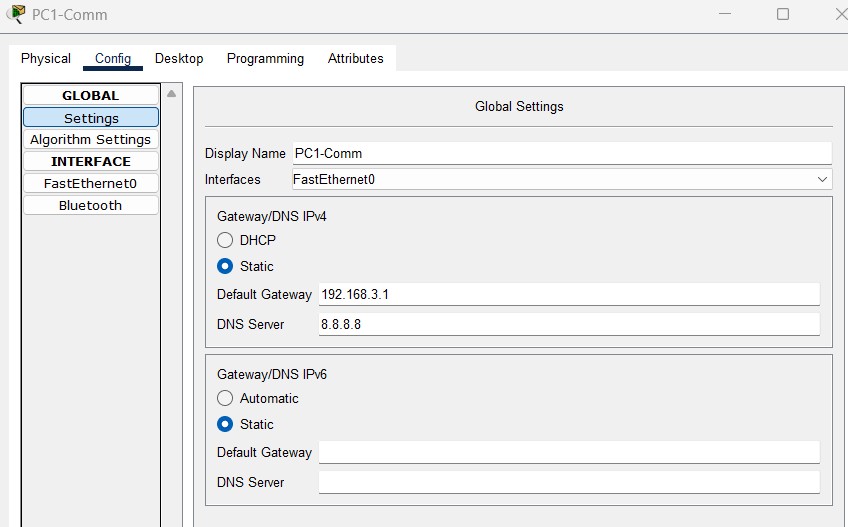 PC1-Comm
Physical Config Desktop Programming Attributes
GLOBAL
Settings
Algorithm Settings
INTERFACE
FastEthernet0
Bluetooth
Global Settings
Display Name PC1-Comm
Interfaces FastEthernet0
Gateway/DNS IPv4
DHCP
Static
Default Gateway 192.168.3.1
DNS Server 8.8.8.8
Gateway/DNS IPv6
Automatic
Static
Default Gateway
DNS Server